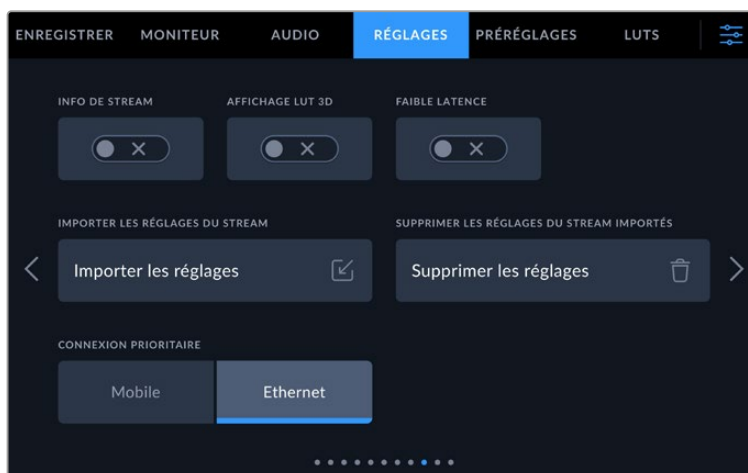 ENREGISTRER MONITEUR AUDIO RÉGLAGES PRÉRÉGLAGES LUTS
INFO DE STREAM AFFICHAGE LUT 3D FAIBLE LATENCE
IMPORTER LES RÉGLAGES DU STREAM SUPPRIMER LES RÉGLAGES DU STREAM IMPORTÉS
Importer les réglages Supprimer les réglages
CONNEXION PRIORITAIRE
Mobile Ethernet